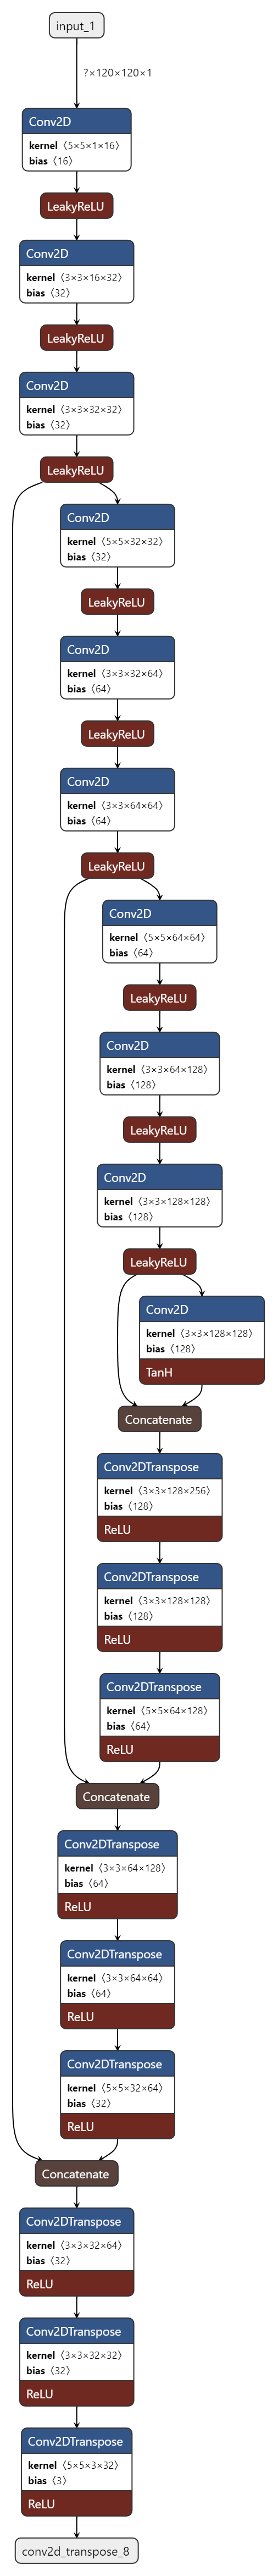 input_1
?×120×120×1
Conv2D
kernel ⟨5×5×1×16⟩
bias ⟨16⟩
LeakyReLU
Conv2D
kernel ⟨3×3×16×32⟩
bias ⟨32⟩
LeakyReLU
Conv2D
kernel ⟨3×3×32×32⟩
bias ⟨32⟩
LeakyReLU
Conv2D
kernel ⟨5×5×32×32⟩
bias ⟨32⟩
LeakyReLU
Conv2D
kernel ⟨3×3×32×64⟩
bias ⟨64⟩
LeakyReLU
Conv2D
kernel ⟨3×3×64×64⟩
bias ⟨64⟩
LeakyReLU
Conv2D
kernel ⟨5×5×64×64⟩
bias ⟨64⟩
LeakyReLU
Conv2D
kernel ⟨3×3×64×128⟩
bias ⟨128⟩
LeakyReLU
Conv2D
kernel ⟨3×3×128×128⟩
bias ⟨128⟩
LeakyReLU
Conv2D
kernel ⟨3×3×128×128⟩
bias ⟨128⟩
TanH
Concatenate
Conv2DTranspose
kernel ⟨3×3×128×256⟩
bias ⟨128⟩
ReLU
Conv2DTranspose
kernel ⟨3×3×128×128⟩
bias ⟨128⟩
ReLU
Conv2DTranspose
kernel ⟨5×5×64×128⟩
bias ⟨64⟩
ReLU
Concatenate
Conv2DTranspose
kernel ⟨3×3×64×128⟩
bias ⟨64⟩
ReLU
Conv2DTranspose
kernel ⟨3×3×64×64⟩
bias ⟨64⟩
ReLU
Conv2DTranspose
kernel ⟨5×5×32×64⟩
bias ⟨32⟩
ReLU
Concatenate
Conv2DTranspose
kernel ⟨3×3×32×64⟩
bias ⟨32⟩
ReLU
Conv2DTranspose
kernel ⟨3×3×32×32⟩
bias ⟨32⟩
ReLU
Conv2DTranspose
kernel ⟨5×5×3×32⟩
bias ⟨3⟩
ReLU
conv2d_transpose_8